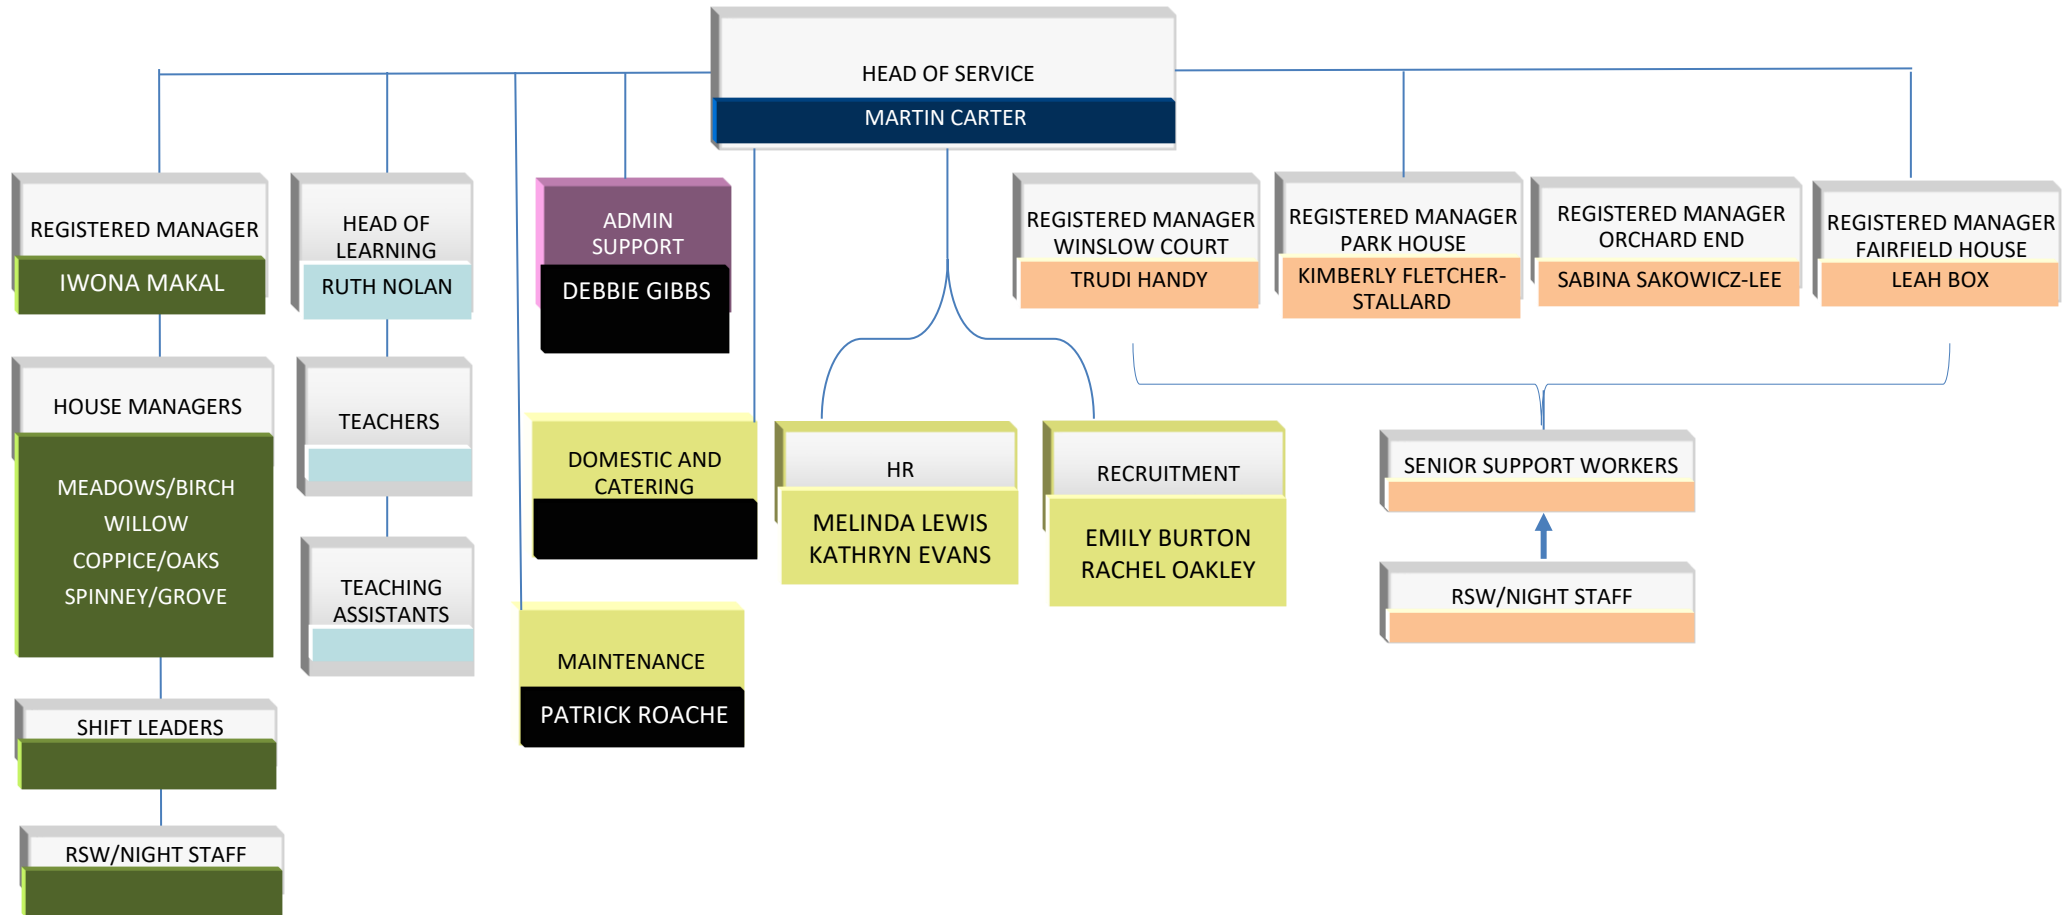 HEAD OF SERVICE
MARTIN CARTER
REGISTERED MANAGER
IWONA MAKAL
HOUSE MANAGERS
MEADOWS/BIRCH
WILLOW
COPPICE/OAKS
SPINNEY/GROVE
SHIFT LEADERS
RSW/NIGHT STAFF
HEAD OF
LEARNING
RUTH NOLAN
TEACHERS
TEACHING
ASSISTANTS
ADMIN
SUPPORT
DEBBIE GIBBS
DOMESTIC AND
CATERING
MAINTENANCE
PATRICK ROACHE
HR
MELINDA LEWIS
KATHRYN EVANS
RECRUITMENT
EMILY BURTON
RACHEL OAKLEY
REGISTERED MANAGER
WINSLOW COURT
TRUDI HANDY
REGISTERED MANAGER
PARK HOUSE
KIMBERLY FLETCHER-
STALLARD
REGISTERED MANAGER
ORCHARD END
SABINA SAKOWICZ-LEE
REGISTERED MANAGER
FAIRFIELD HOUSE
LEAH BOX
SENIOR SUPPORT WORKERS
RSW/NIGHT STAFF